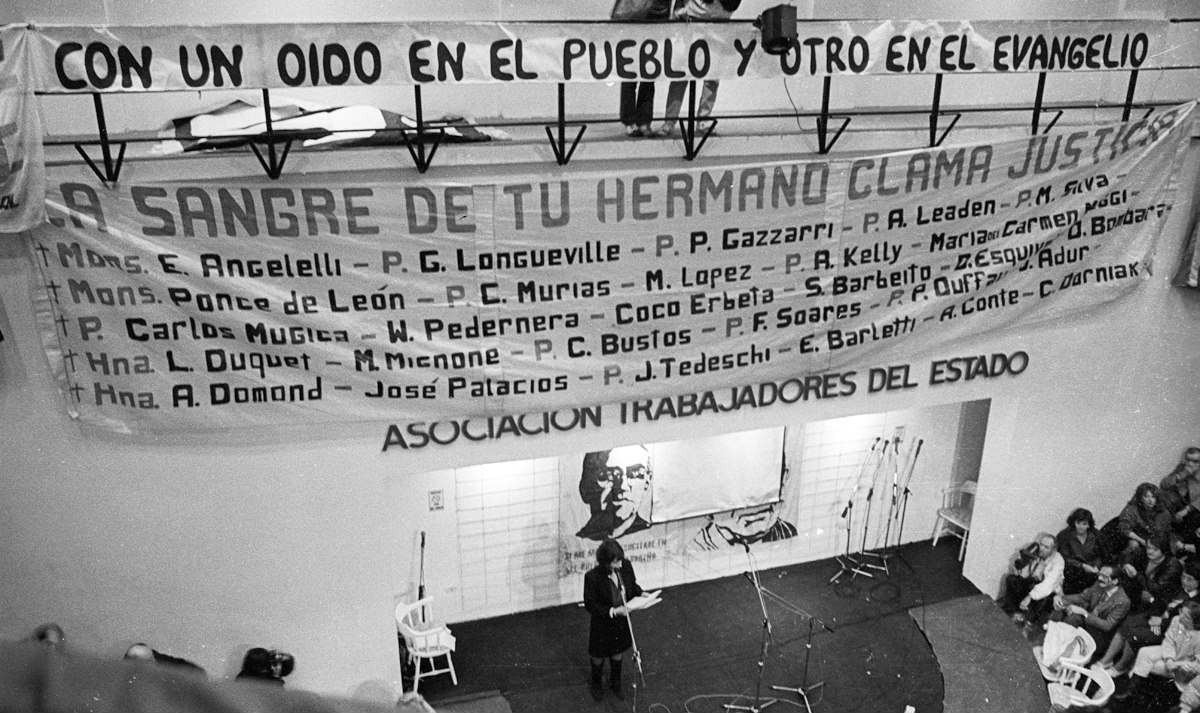 CON UN OIDO EN EL PUEBLO Y OTRO EN EL EVANGELIO
LA SANGRE DE TU HERMANO CLAMA JUSTICIA
† Mons. E. Angelelli – P. G. Longueville – P. P. Gazzarri – P. A. Leaden – P. M. Silva –
† Mons. Ponce de León – P. C. Murias – M. Lopez – P. A. Kelly – Maria del Carmen Magi –
† P. Carlos Mugica – W. Pedernera – Coco Erbeta – S. Barbeito – D. Esqui O. Barbara –
† Hna. L. Duquet – M. Mignone – P. C. Bustos – P. F. Soares – P. P. Duffau J. Adur –
† Hna. A. Domond – José Palacios – P. J. Tedeschi – E. Barletti – A. Conte – C. Dorniak
ASOCIACION TRABAJADORES DEL ESTADO